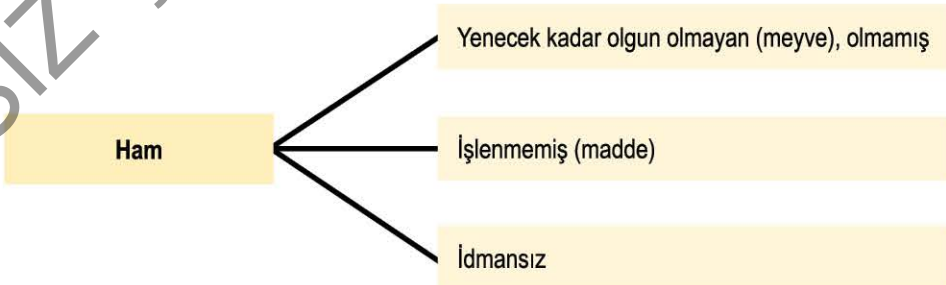 Yenecek kadar olgun olmayan (meyve), olmamış
Ham
İşlenmemiş (madde)
İdmansız